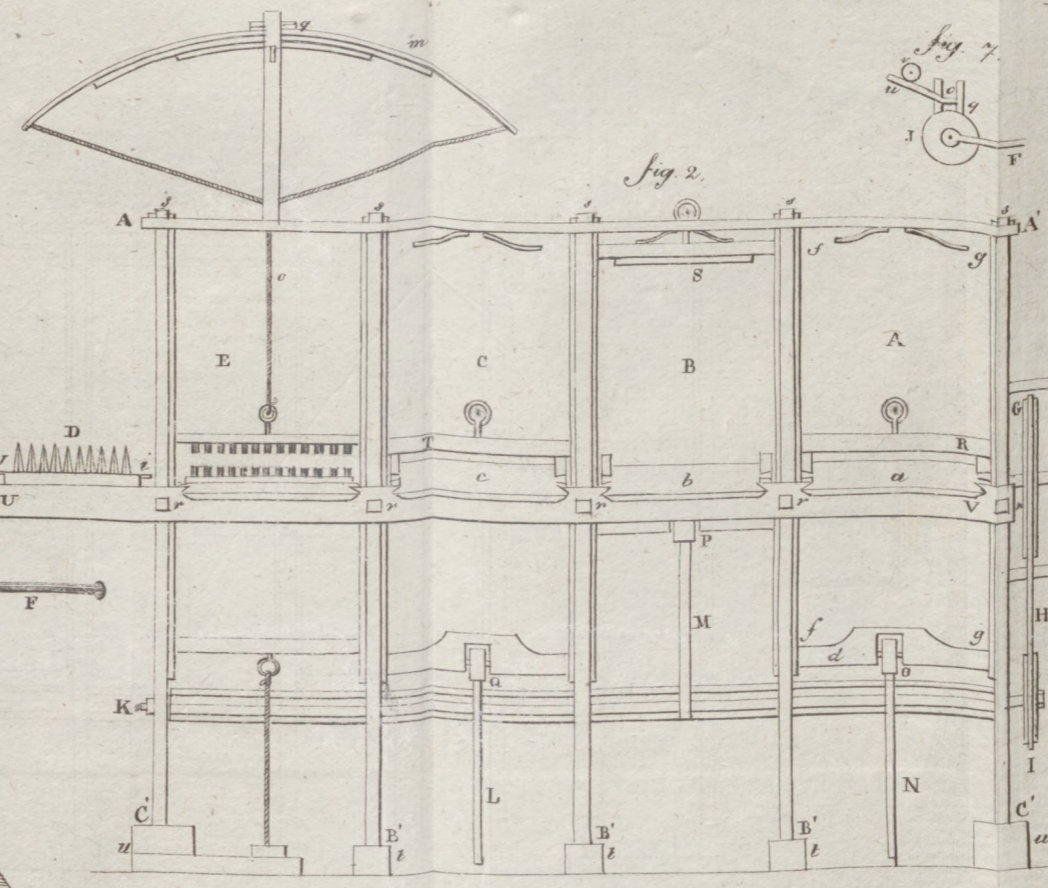 q
m
fig. 7.
v
u
o
q
J
F
fig. 2.
A
s
s
s
s
s
A'
f
g
S
o
E
C
B
A
G
D
T
R
i
c
b
a
U
r
r
r
r
V
r
P
F
M
f
g
H
d
Q
O
K
I
L
N
C'
B'
B'
B'
C'
u
t
t
t
u